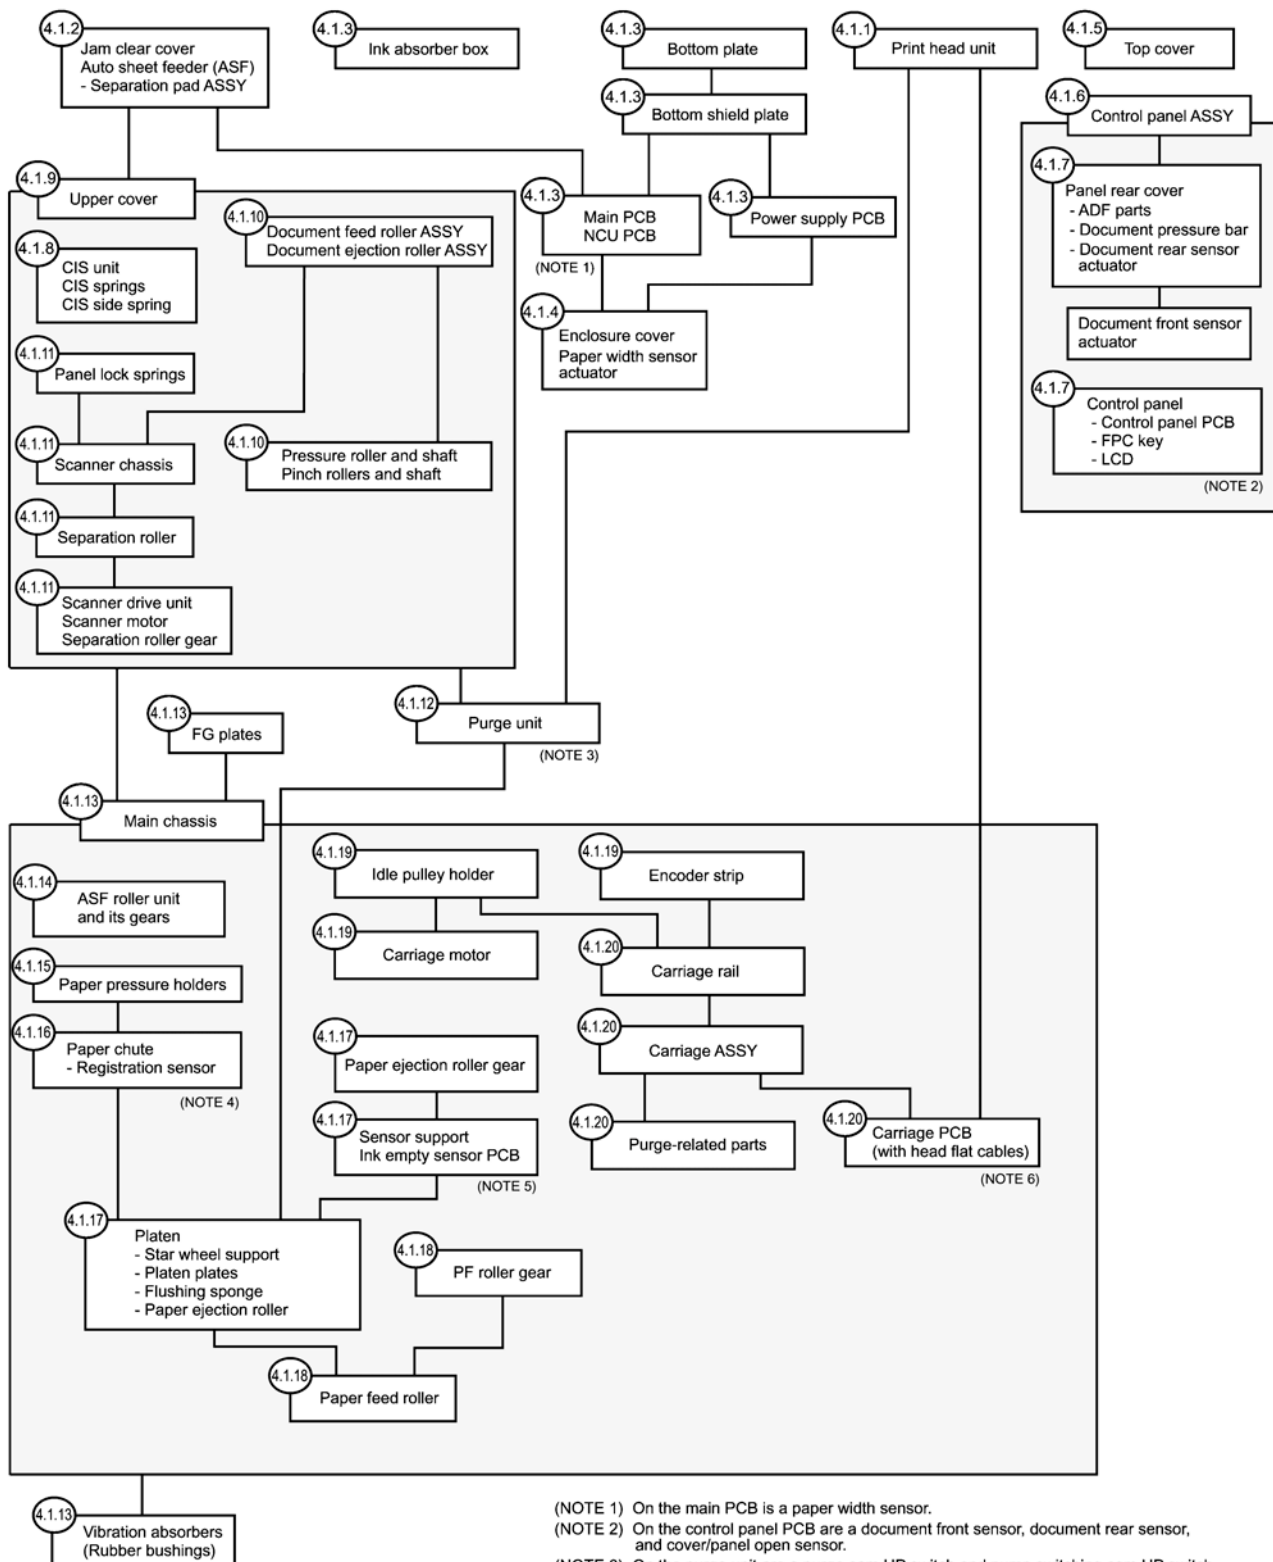 4.1.2
Jam clear cover
Auto sheet feeder (ASF)
- Separation pad ASSY
4.1.3
Ink absorber box
4.1.3
Bottom plate
4.1.1
Print head unit
4.1.5
Top cover
4.1.3
Bottom shield plate
4.1.6
Control panel ASSY
4.1.7
Panel rear cover
- ADF parts
- Document pressure bar
- Document rear sensor
actuator
Document front sensor
actuator
4.1.7
Control panel
- Control panel PCB
- FPC key
- LCD
(NOTE 2)
4.1.9
Upper cover
4.1.8
CIS unit
CIS springs
CIS side spring
4.1.10
Document feed roller ASSY
Document ejection roller ASSY
4.1.3
Main PCB
NCU PCB
(NOTE 1)
4.1.3
Power supply PCB
4.1.4
Enclosure cover
Paper width sensor
actuator
4.1.11
Panel lock springs
4.1.11
Scanner chassis
4.1.10
Pressure roller and shaft
Pinch rollers and shaft
4.1.11
Separation roller
4.1.11
Scanner drive unit
Scanner motor
Separation roller gear
4.1.12
Purge unit
(NOTE 3)
4.1.13
FG plates
4.1.13
Main chassis
4.1.14
ASF roller unit
and its gears
4.1.19
Idle pulley holder
4.1.19
Encoder strip
4.1.19
Carriage motor
4.1.20
Carriage rail
4.1.15
Paper pressure holders
4.1.16
Paper chute
- Registration sensor
(NOTE 4)
4.1.17
Paper ejection roller gear
4.1.20
Carriage ASSY
4.1.17
Sensor support
Ink empty sensor PCB
(NOTE 5)
4.1.20
Purge-related parts
4.1.20
Carriage PCB
(with head flat cables)
(NOTE 6)
4.1.17
Platen
- Star wheel support
- Platen plates
- Flushing sponge
- Paper ejection roller
4.1.18
PF roller gear
4.1.18
Paper feed roller
4.1.13
Vibration absorbers
(Rubber bushings)
(NOTE 1) On the main PCB is a paper width sensor.
(NOTE 2) On the control panel PCB are a document front sensor, document rear sensor,
and cover/panel open sensor.